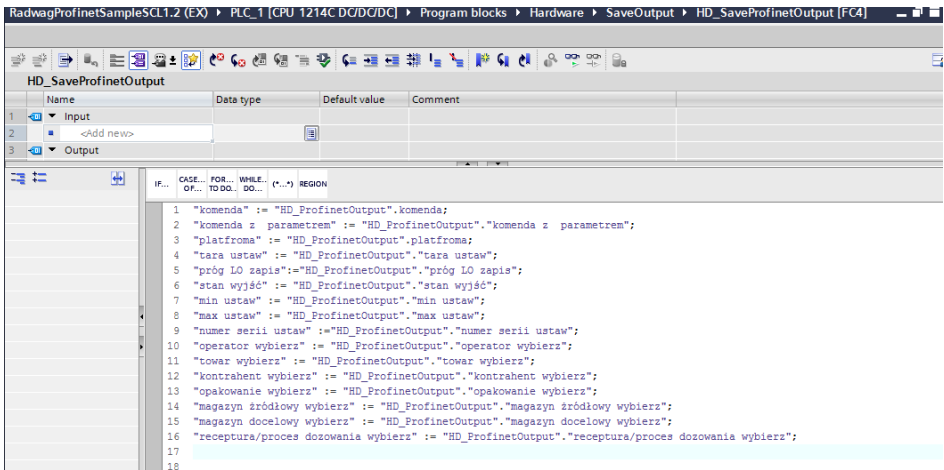 RadwagProfinetSampleSCL1.2 (EX) ▸ PLC_1 [CPU 1214C DC/DC/DC] ▸ Program blocks ▸ Hardware ▸ SaveOutput ▸ HD_SaveProfinetOutput [FC4]
HD_SaveProfinetOutput
Name Data type Default value Comment
1 Input
2 <Add new>
3 Output
IF... CASE... OF... FOR... TO DO... WHILE... DO... (*...*) REGION
1 "komenda" := "HD_ProfinetOutput".komenda;
2 "komenda z  parametrem" := "HD_ProfinetOutput"."komenda z  parametrem";
3 "platfroma" := "HD_ProfinetOutput".platfroma;
4 "tara ustaw" := "HD_ProfinetOutput"."tara ustaw";
5 "próg LO zapis":="HD_ProfinetOutput"."próg LO zapis";
6 "stan wyjść" := "HD_ProfinetOutput"."stan wyjść";
7 "min ustaw" := "HD_ProfinetOutput"."min ustaw";
8 "max ustaw" := "HD_ProfinetOutput"."max ustaw";
9 "numer serii ustaw" :="HD_ProfinetOutput"."numer serii ustaw";
10 "operator wybierz" := "HD_ProfinetOutput"."operator wybierz";
11 "towar wybierz" := "HD_ProfinetOutput"."towar wybierz";
12 "kontrahent wybierz" := "HD_ProfinetOutput"."kontrahent wybierz";
13 "opakowanie wybierz" := "HD_ProfinetOutput"."opakowanie wybierz";
14 "magazyn źródłowy wybierz" := "HD_ProfinetOutput"."magazyn źródłowy wybierz";
15 "magazyn docelowy wybierz" := "HD_ProfinetOutput"."magazyn docelowy wybierz";
16 "receptura/proces dozowania wybierz" := "HD_ProfinetOutput"."receptura/proces dozowania wybierz";
17
18